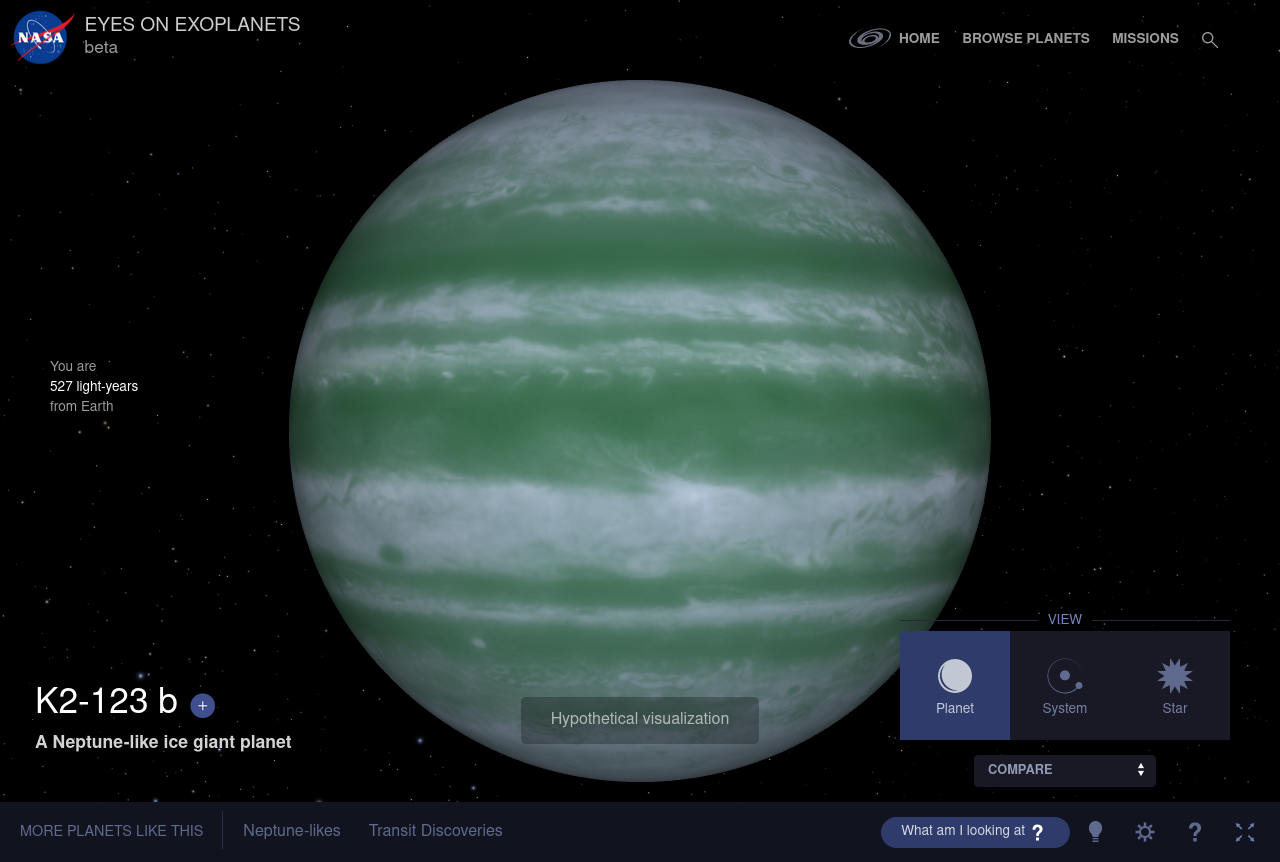 NASA
EYES ON EXOPLANETS
beta
HOME
BROWSE PLANETS
MISSIONS
You are
527 light-years
from Earth
K2-123 b +
A Neptune-like ice giant planet
Hypothetical visualization
VIEW
Planet
System
Star
COMPARE
MORE PLANETS LIKE THIS
Neptune-likes
Transit Discoveries
What am I looking at ?
?